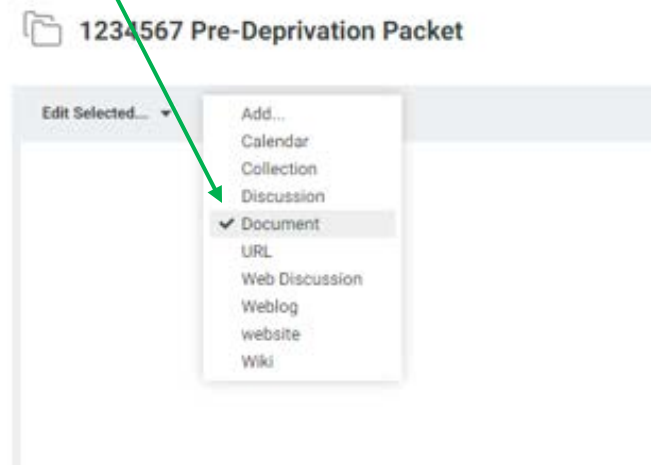 1234567 Pre-Deprivation Packet
Edit Selected...
Add...
Calendar
Collection
Discussion
Document
URL
Web Discussion
Weblog
website
Wiki